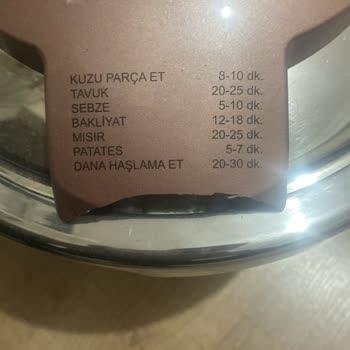 KUZU PARÇA ET 8-10 dk.
TAVUK 20-25 dk.
SEBZE 5-10 dk.
BAKLİYAT 12-18 dk.
MISIR 20-25 dk.
PATATES 5-7 dk.
DANA HAŞLAMA ET 20-30 dk.